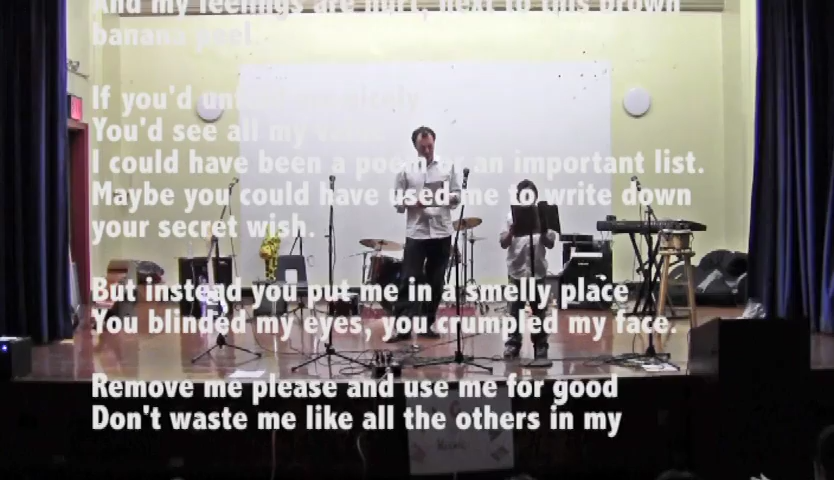 And my feelings are hurt, next to this brown
banana peel.
If you'd
You'd see all my
I could have been a poem or an important list.
Maybe you could have used me to write down
your secret wish.
But instead you put me in a smelly place
You blinded my eyes, you crumpled my face.
Remove me please and use me for good
Don't waste me like all the others in my